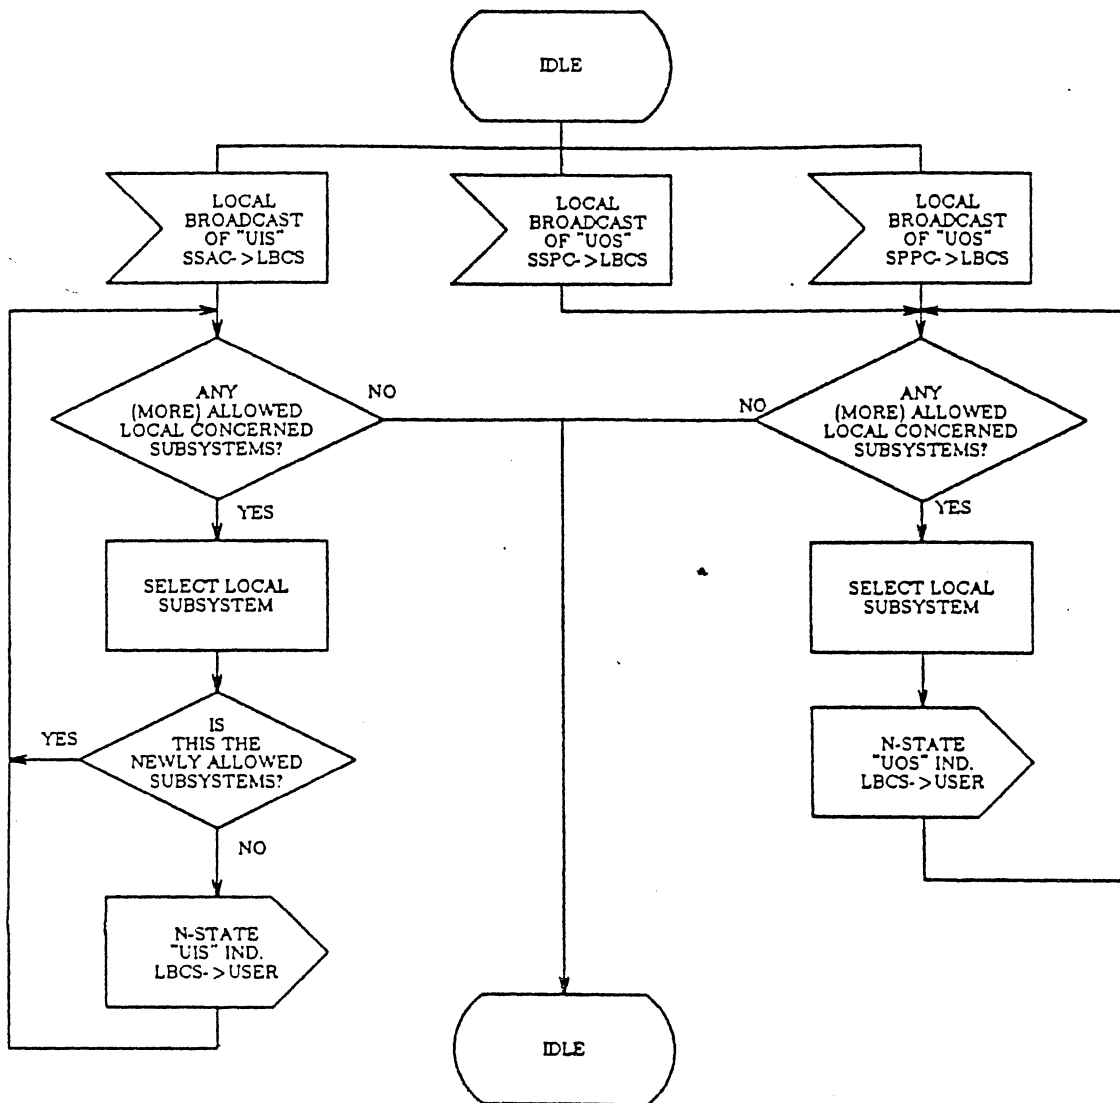 IDLE
LOCAL
BROADCAST
OF "UIS"
SSAC->LBCS
LOCAL
BROADCAST
OF "UOS"
SSPC->LBCS
LOCAL
BROADCAST
OF "UOS"
SPPC->LBCS
ANY
(MORE) ALLOWED
LOCAL CONCERNED
SUBSYSTEMS?
NO
NO
ANY
(MORE) ALLOWED
LOCAL CONCERNED
SUBSYSTEMS?
YES
YES
SELECT LOCAL
SUBSYSTEM
SELECT LOCAL
SUBSYSTEM
YES
IS
THIS THE
NEWLY ALLOWED
SUBSYSTEMS?
N-STATE
"UOS" IND.
LBCS->USER
NO
N-STATE
"UIS" IND.
LBCS->USER
IDLE